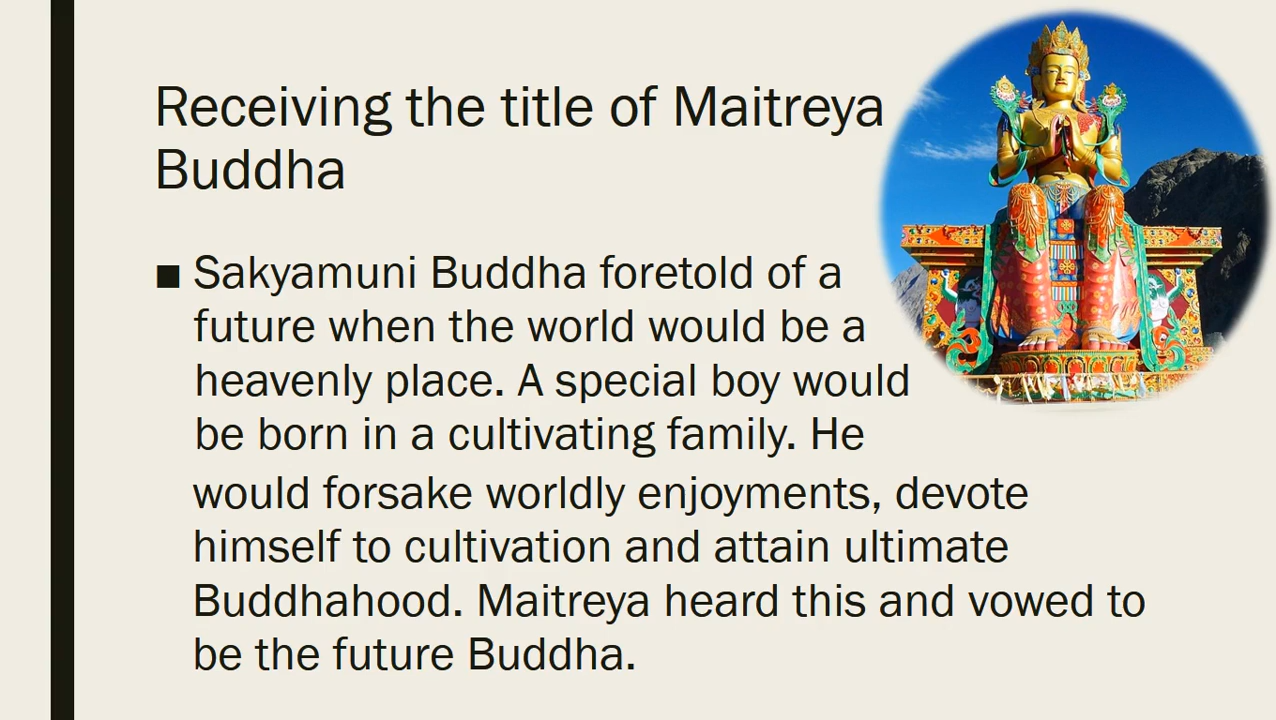 Receiving the title of Maitreya
Buddha
■ Sakyamuni Buddha foretold of a
future when the world would be a
heavenly place. A special boy would
be born in a cultivating family. He
would forsake worldly enjoyments, devote
himself to cultivation and attain ultimate
Buddhahood. Maitreya heard this and vowed to
be the future Buddha.